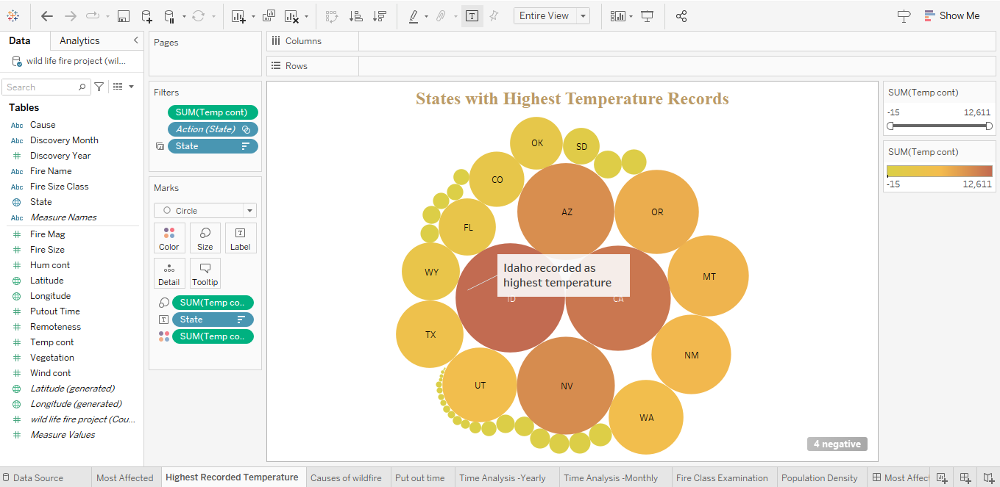 Entire View
Show Me
Data
Analytics
wild life fire project (wil...
Search
Tables
Abc Cause
Abc Discovery Month
Discovery Year
Abc Fire Name
Abc Fire Size Class
State
Abc Measure Names
Fire Mag
Fire Size
Hum cont
Latitude
Longitude
Putout Time
Remoteness
Temp cont
Vegetation
Wind cont
Latitude (generated)
Longitude (generated)
wild life fire project (Cou...
Measure Values
Pages
Filters
SUM(Temp cont)
Action (State)
State
Marks
Circle
Color
Size
Label
Detail
Tooltip
SUM(Temp co..
State
SUM(Temp co..
Columns
Rows
States with Highest Temperature Records
OK
SD
CO
AZ
OR
FL
WY
MT
Idaho recorded as
highest temperature
ID
CA
TX
NM
UT
NV
WA
4 negative
SUM(Temp cont)
-15
12,611
SUM(Temp cont)
-15
12,611
Data Source
Most Affected
Highest Recorded Temperature
Causes of wildfire
Put out time
Time Analysis -Yearly
Time Analysis -Monthly
Fire Class Examination
Population Density
Most Affec